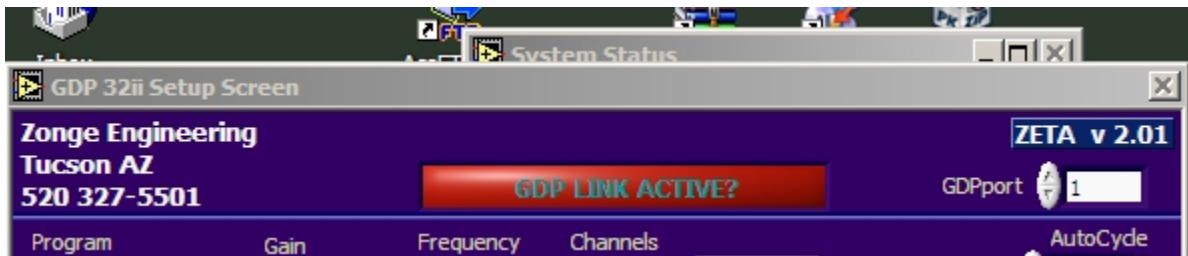 System Status
GDP 32ii Setup Screen
Zonge Engineering
Tucson AZ
520 327-5501
ZETA v 2.01
GDP LINK ACTIVE?
GDPport 1
Program Gain Frequency Channels AutoCycle